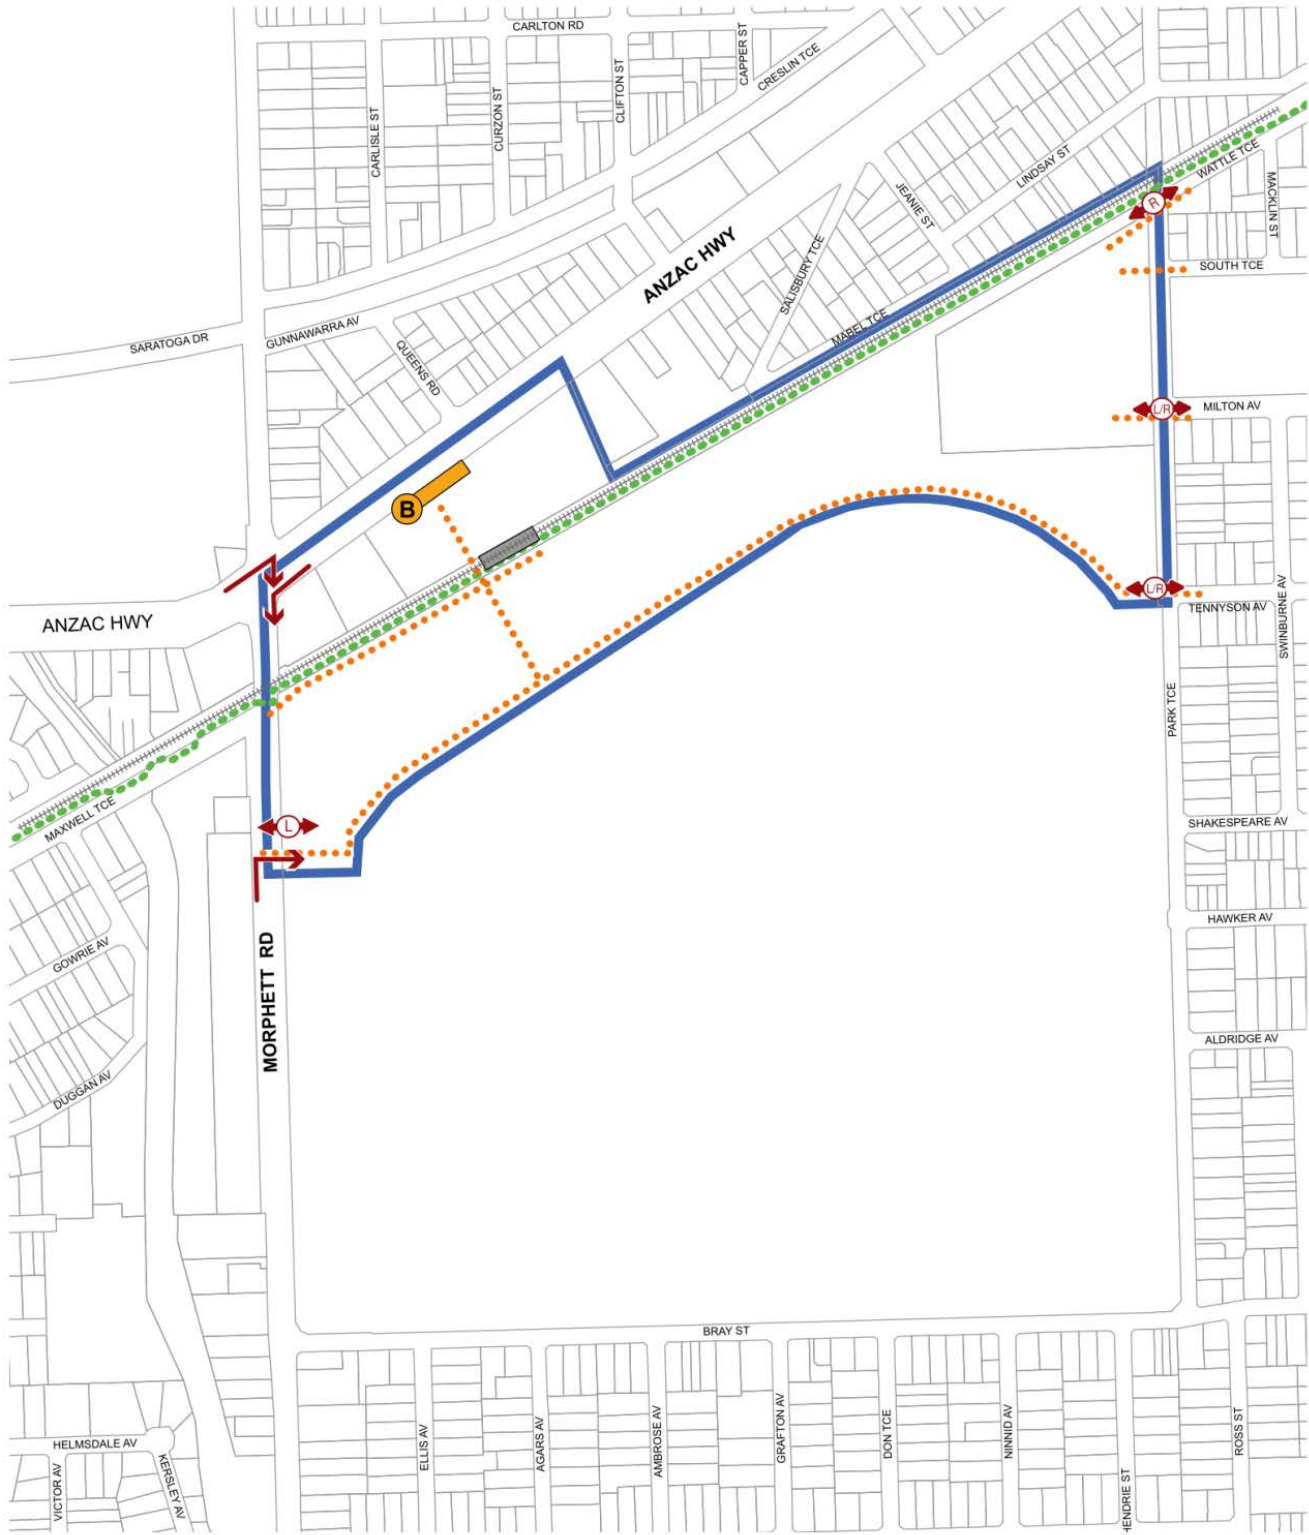 CARLTON RD
CAPPER ST
CRESLIN TCE
CLIFTON ST
CURZON ST
CARLISLE ST
WATTLE TCE
LINDSAY ST
MACKLIN ST
JEANIE ST
R
SALISBURY TCE
ANZAC HWY
SOUTH TCE
MABEL TCE
GUNNAWARRA AV
SARATOGA DR
QUEENS RD
L/R
MILTON AV
B
L/R
TENNYSON AV
SWINBURNE AV
ANZAC HWY
PARK TCE
MAXWELL TCE
L
SHAKESPEARE AV
HAWKER AV
GOWRIE AV
MORPHETT RD
ALDRIDGE AV
DUGGAN AV
BRAY ST
ELLIS AV
AGARS AV
AMBROSE AV
GRAFTON AV
DON TCE
NINNID AV
HENDRIE ST
ROSS ST
HELMSDALE AV
VICTOR AV
KERSLEY AV